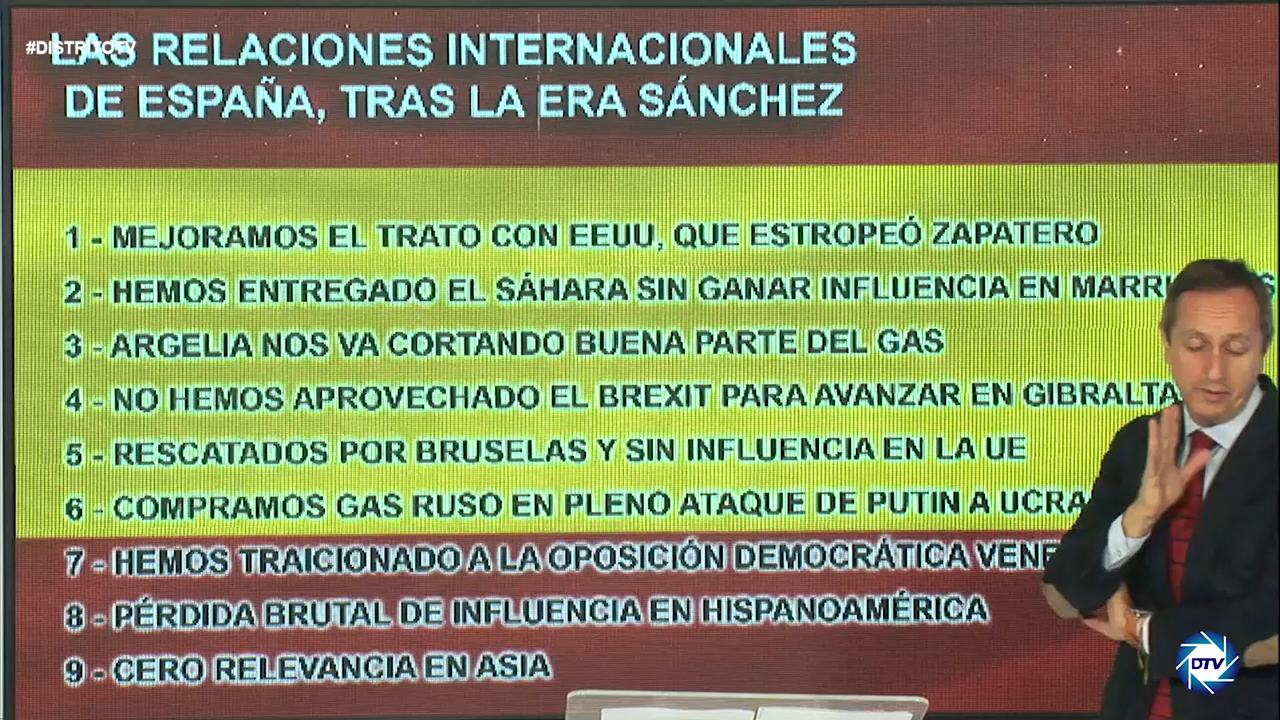 #DISTRITOTV
LAS RELACIONES INTERNACIONALES
DE ESPAÑA, TRAS LA ERA SÁNCHEZ
1 - MEJORAMOS EL TRATO CON EEUU, QUE ESTROPEÓ ZAPATERO
2 - HEMOS ENTREGADO EL SÁHARA SIN GANAR INFLUENCIA EN
3 - ARGELIA NOS VA CORTANDO BUENA PARTE DEL GAS
4 - NO HEMOS APROVECHADO EL BREXIT PARA AVANZAR EN
5 - RESCATADOS POR BRUSELAS Y SIN INFLUENCIA EN LA UE
6 - COMPRAMOS GAS RUSO EN PLENO ATAQUE DE PUTIN A
7 - HEMOS TRAICIONADO A LA OPOSICIÓN DEMOCRÁTICA
8 - PÉRDIDA BRUTAL DE INFLUENCIA EN HISPANOAMÉRICA
9 - CERO RELEVANCIA EN ASIA
DTV